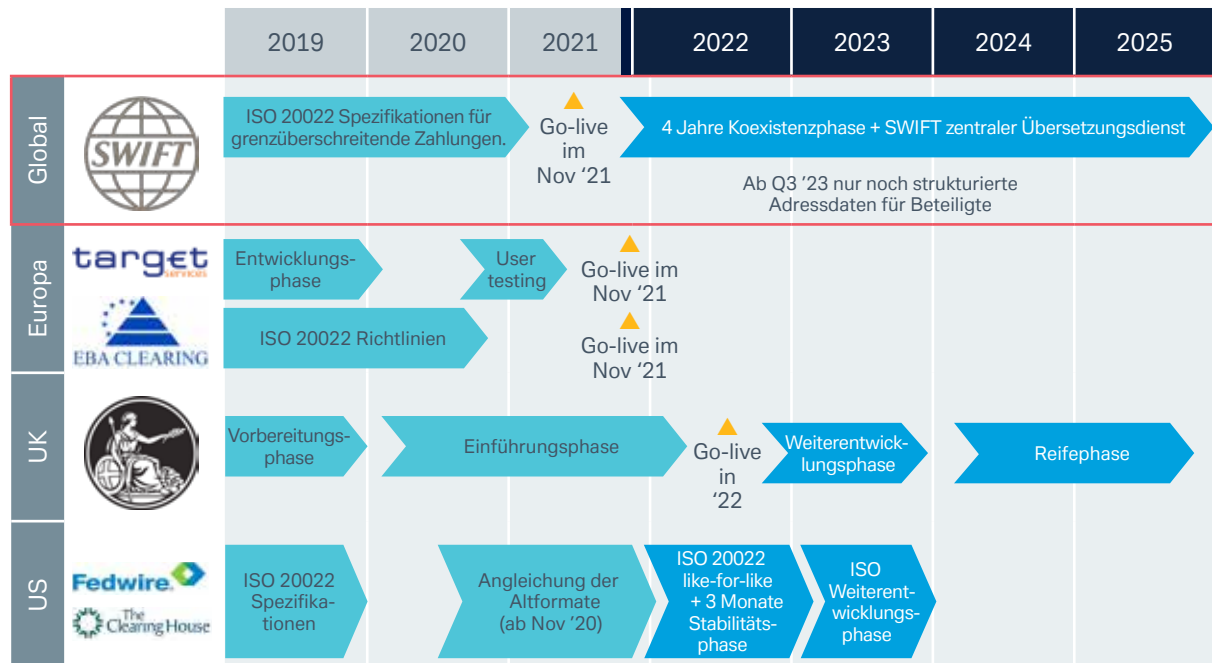 2019
2020
2021
2022
2023
2024
2025
Global
SWIFT
ISO 20022 Spezifikationen für
grenzüberschreitende Zahlungen.
Go-live
im
Nov ‘21
4 Jahre Koexistenzphase + SWIFT zentraler Übersetzungsdienst
Ab Q3 ‘23 nur noch strukturierte
Adressdaten für Beteiligte
Europa
target
services
Entwicklungs-
phase
User
testing
Go-live im
Nov ‘21
EBA CLEARING
ISO 20022 Richtlinien
Go-live im
Nov ‘21
UK
Vorbereitungs-
phase
Einführungsphase
Go-live
in
‘22
Weiterentwick-
lungsphase
Reifephase
US
Fedwire
The
Clearing House
ISO 20022
Spezifika-
tionen
Angleichung der
Altformate
(ab Nov ‘20)
ISO 20022
like-for-like
+ 3 Monate
Stabilitäts-
phase
ISO
Weiterent-
wicklungs-
phase